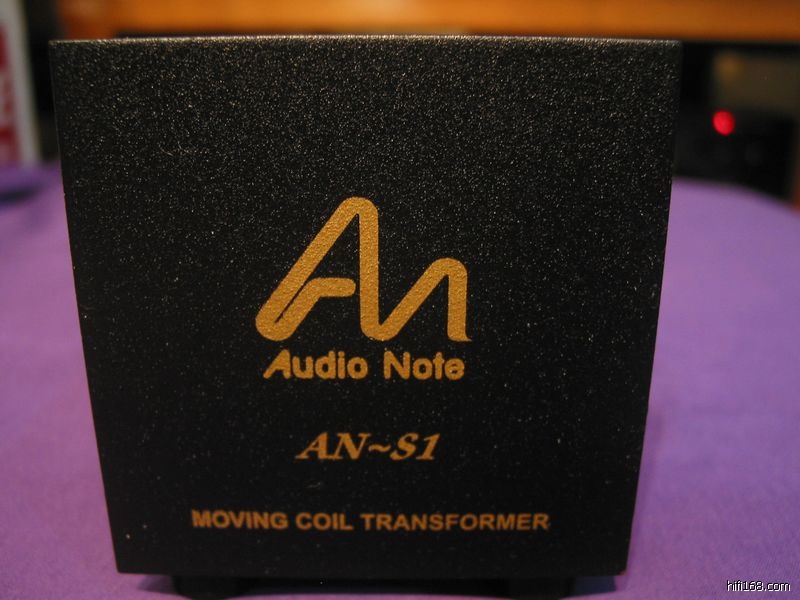 Audio Note
AN~S1
MOVING COIL TRANSFORMER
hifi168.com